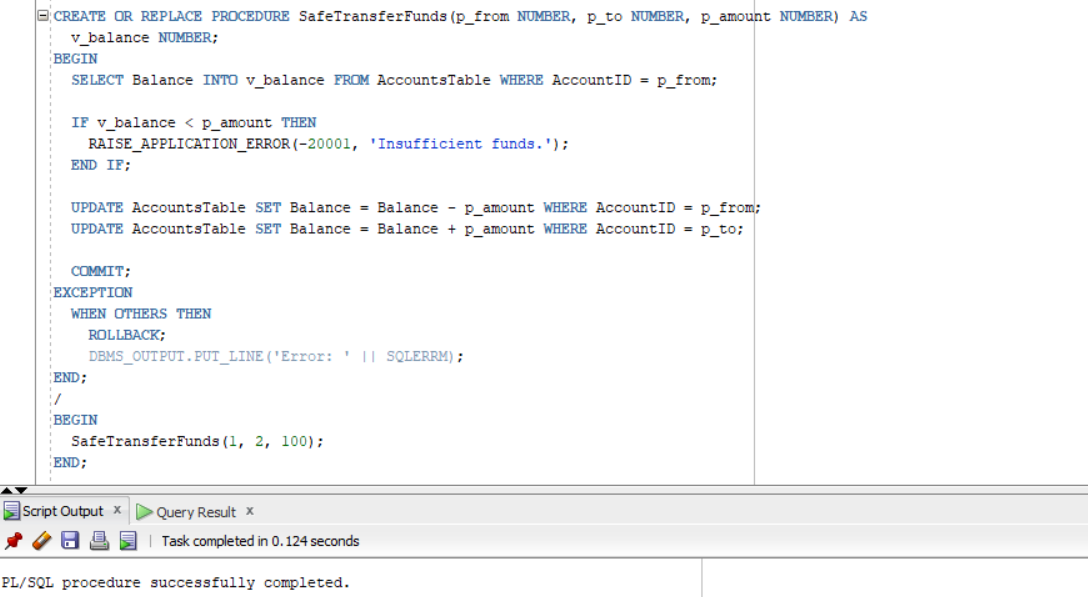 CREATE OR REPLACE PROCEDURE SafeTransferFunds(p_from NUMBER, p_to NUMBER, p_amount NUMBER) AS
  v_balance NUMBER;
BEGIN
  SELECT Balance INTO v_balance FROM AccountsTable WHERE AccountID = p_from;
  IF v_balance < p_amount THEN
    RAISE_APPLICATION_ERROR(-20001, 'Insufficient funds.');
  END IF;
  UPDATE AccountsTable SET Balance = Balance - p_amount WHERE AccountID = p_from;
  UPDATE AccountsTable SET Balance = Balance + p_amount WHERE AccountID = p_to;
  COMMIT;
EXCEPTION
  WHEN OTHERS THEN
    ROLLBACK;
    DBMS_OUTPUT.PUT_LINE('Error: ' || SQLERRM);
END;
/
BEGIN
  SafeTransferFunds(1, 2, 100);
END;
Script Output x Query Result x
Task completed in 0.124 seconds
PL/SQL procedure successfully completed.